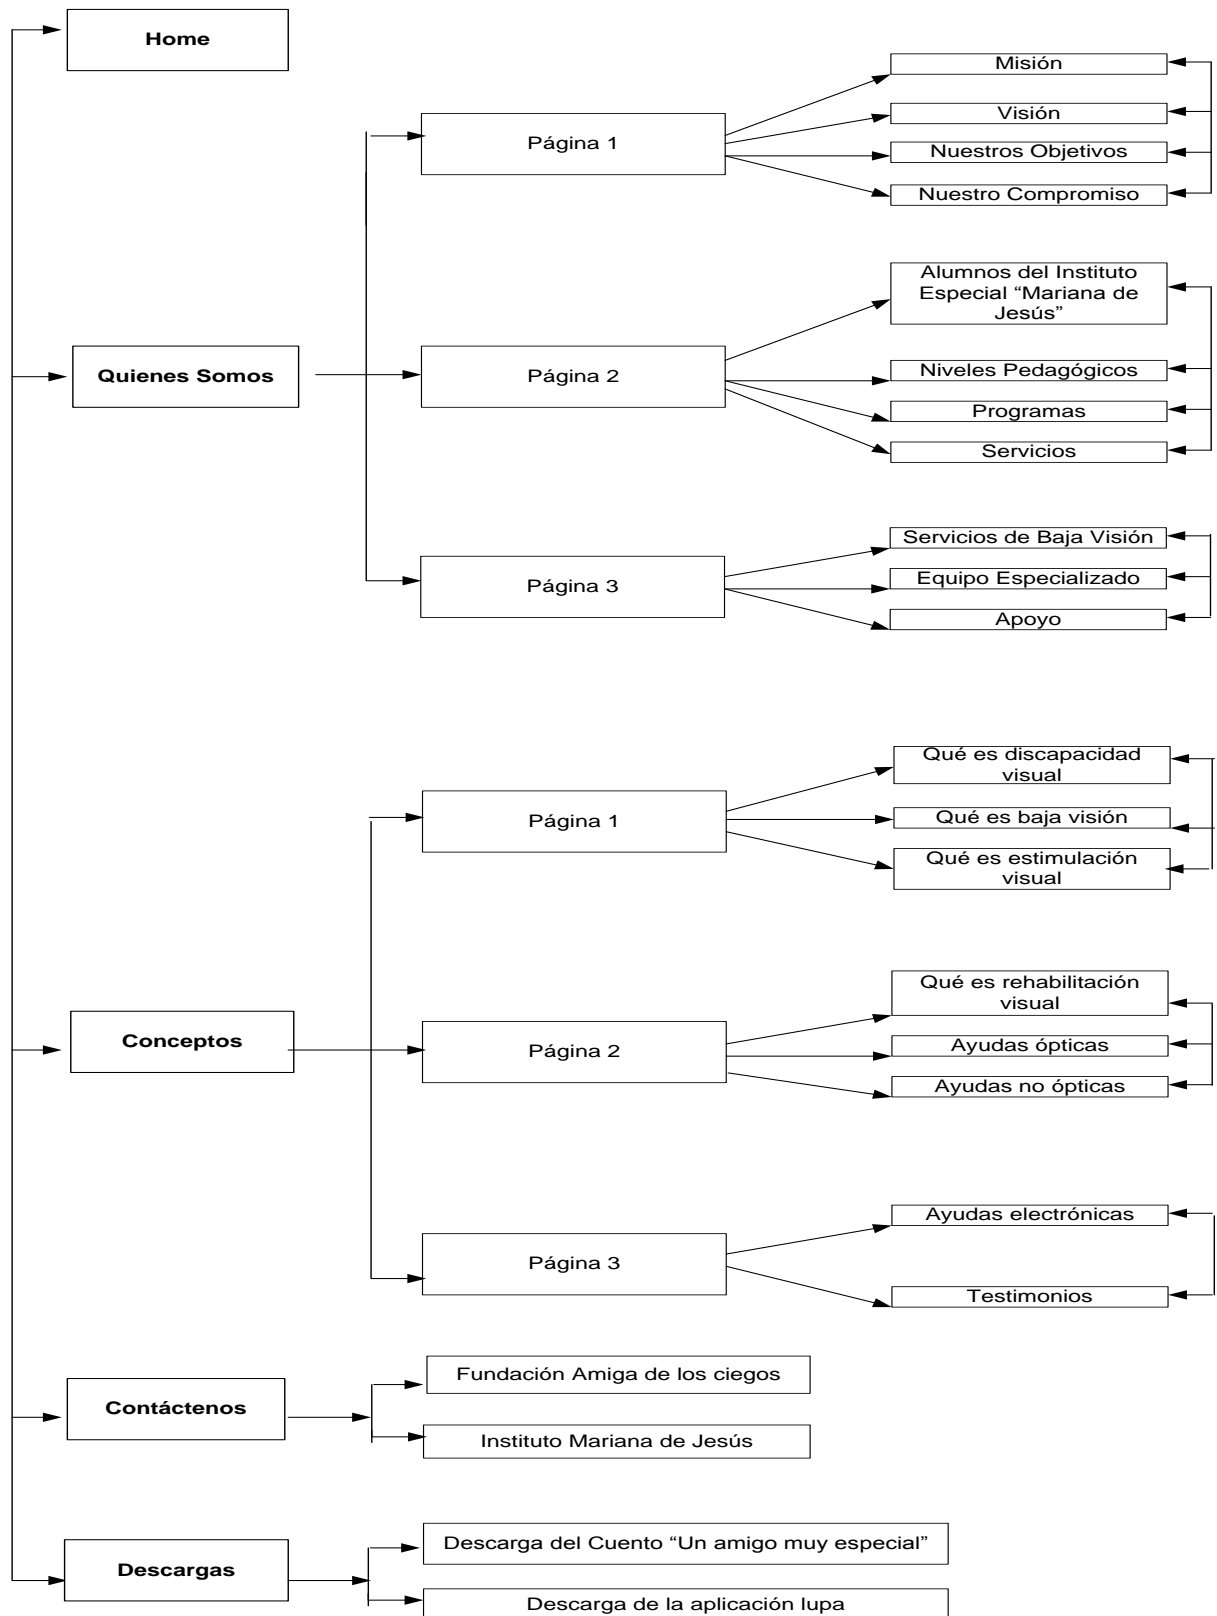 Home
Quienes Somos
Página 1
Misión
Visión
Nuestros Objetivos
Nuestro Compromiso
Página 2
Alumnos del Instituto
Especial “Mariana de
Jesús”
Niveles Pedagógicos
Programas
Servicios
Página 3
Servicios de Baja Visión
Equipo Especializado
Apoyo
Conceptos
Página 1
Qué es discapacidad
visual
Qué es baja visión
Qué es estimulación
visual
Página 2
Qué es rehabilitación
visual
Ayudas ópticas
Ayudas no ópticas
Página 3
Ayudas electrónicas
Testimonios
Contáctenos
Fundación Amiga de los ciegos
Instituto Mariana de Jesús
Descargas
Descarga del Cuento “Un amigo muy especial”
Descarga de la aplicación lupa